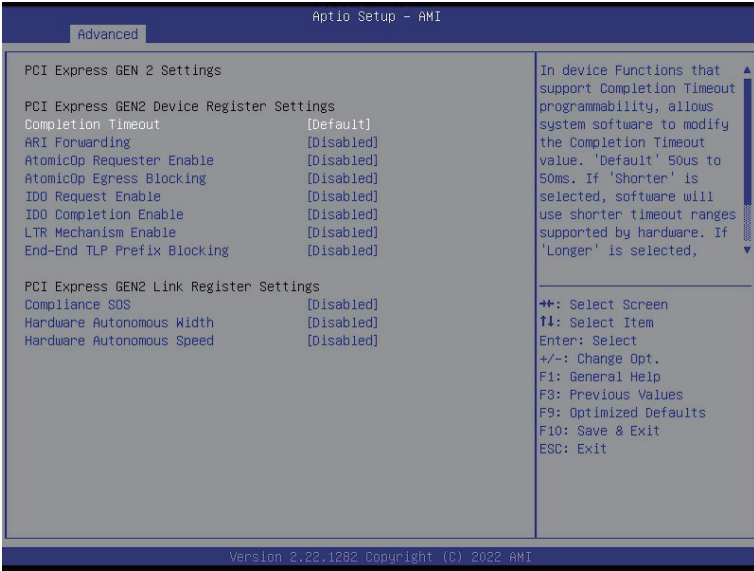 Aptio Setup – AMI
Advanced
PCI Express GEN 2 Settings
PCI Express GEN2 Device Register Settings
Completion Timeout [Default]
ARI Forwarding [Disabled]
AtomicOp Requester Enable [Disabled]
AtomicOp Egress Blocking [Disabled]
IDO Request Enable [Disabled]
IDO Completion Enable [Disabled]
LTR Mechanism Enable [Disabled]
End-End TLP Prefix Blocking [Disabled]
PCI Express GEN2 Link Register Settings
Compliance SOS [Disabled]
Hardware Autonomous Width [Disabled]
Hardware Autonomous Speed [Disabled]
In device Functions that
support Completion Timeout
programmability, allows
system software to modify
the Completion Timeout
value. 'Default' 50us to
50ms. If 'Shorter' is
selected, software will
use shorter timeout ranges
supported by hardware. If
'Longer' is selected,
→←: Select Screen
↑↓: Select Item
Enter: Select
+/-: Change Opt.
F1: General Help
F3: Previous Values
F9: Optimized Defaults
F10: Save & Exit
ESC: Exit
Version 2.22.1282 Copyright (C) 2022 AMI